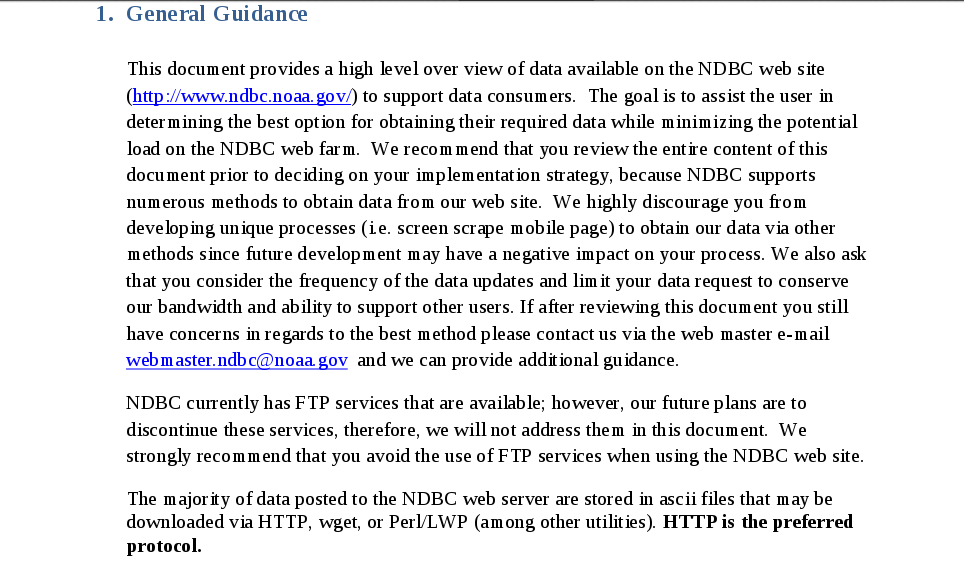 1. General Guidance
This document provides a high level over view of data available on the NDBC web site
(http://www.ndbc.noaa.gov/) to support data consumers. The goal is to assist the user in
determining the best option for obtaining their required data while minimizing the potential
load on the NDBC web farm. We recommend that you review the entire content of this
document prior to deciding on your implementation strategy, because NDBC supports
numerous methods to obtain data from our web site. We highly discourage you from
developing unique processes (i.e. screen scrape mobile page) to obtain our data via other
methods since future development may have a negative impact on your process. We also ask
that you consider the frequency of the data updates and limit your data request to conserve
our bandwidth and ability to support other users. If after reviewing this document you still
have concerns in regards to the best method please contact us via the web master e-mail
webmaster.ndbc@noaa.gov and we can provide additional guidance.
NDBC currently has FTP services that are available; however, our future plans are to
discontinue these services, therefore, we will not address them in this document. We
strongly recommend that you avoid the use of FTP services when using the NDBC web site.
The majority of data posted to the NDBC web server are stored in ascii files that may be
downloaded via HTTP, wget, or Perl/LWP (among other utilities). HTTP is the preferred
protocol.